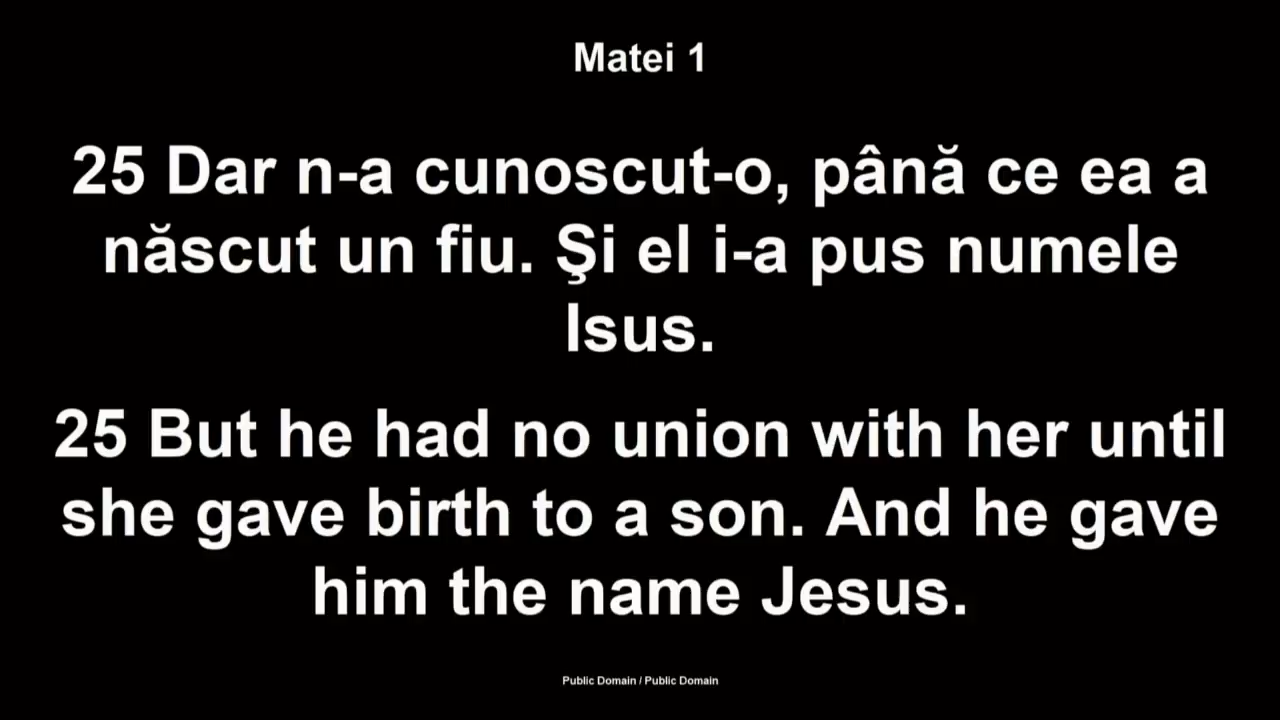 Matei 1
25 Dar n-a cunoscut-o, până ce ea a
născut un fiu. Şi el i-a pus numele
Isus.
25 But he had no union with her until
she gave birth to a son. And he gave
him the name Jesus.
Public Domain / Public Domain